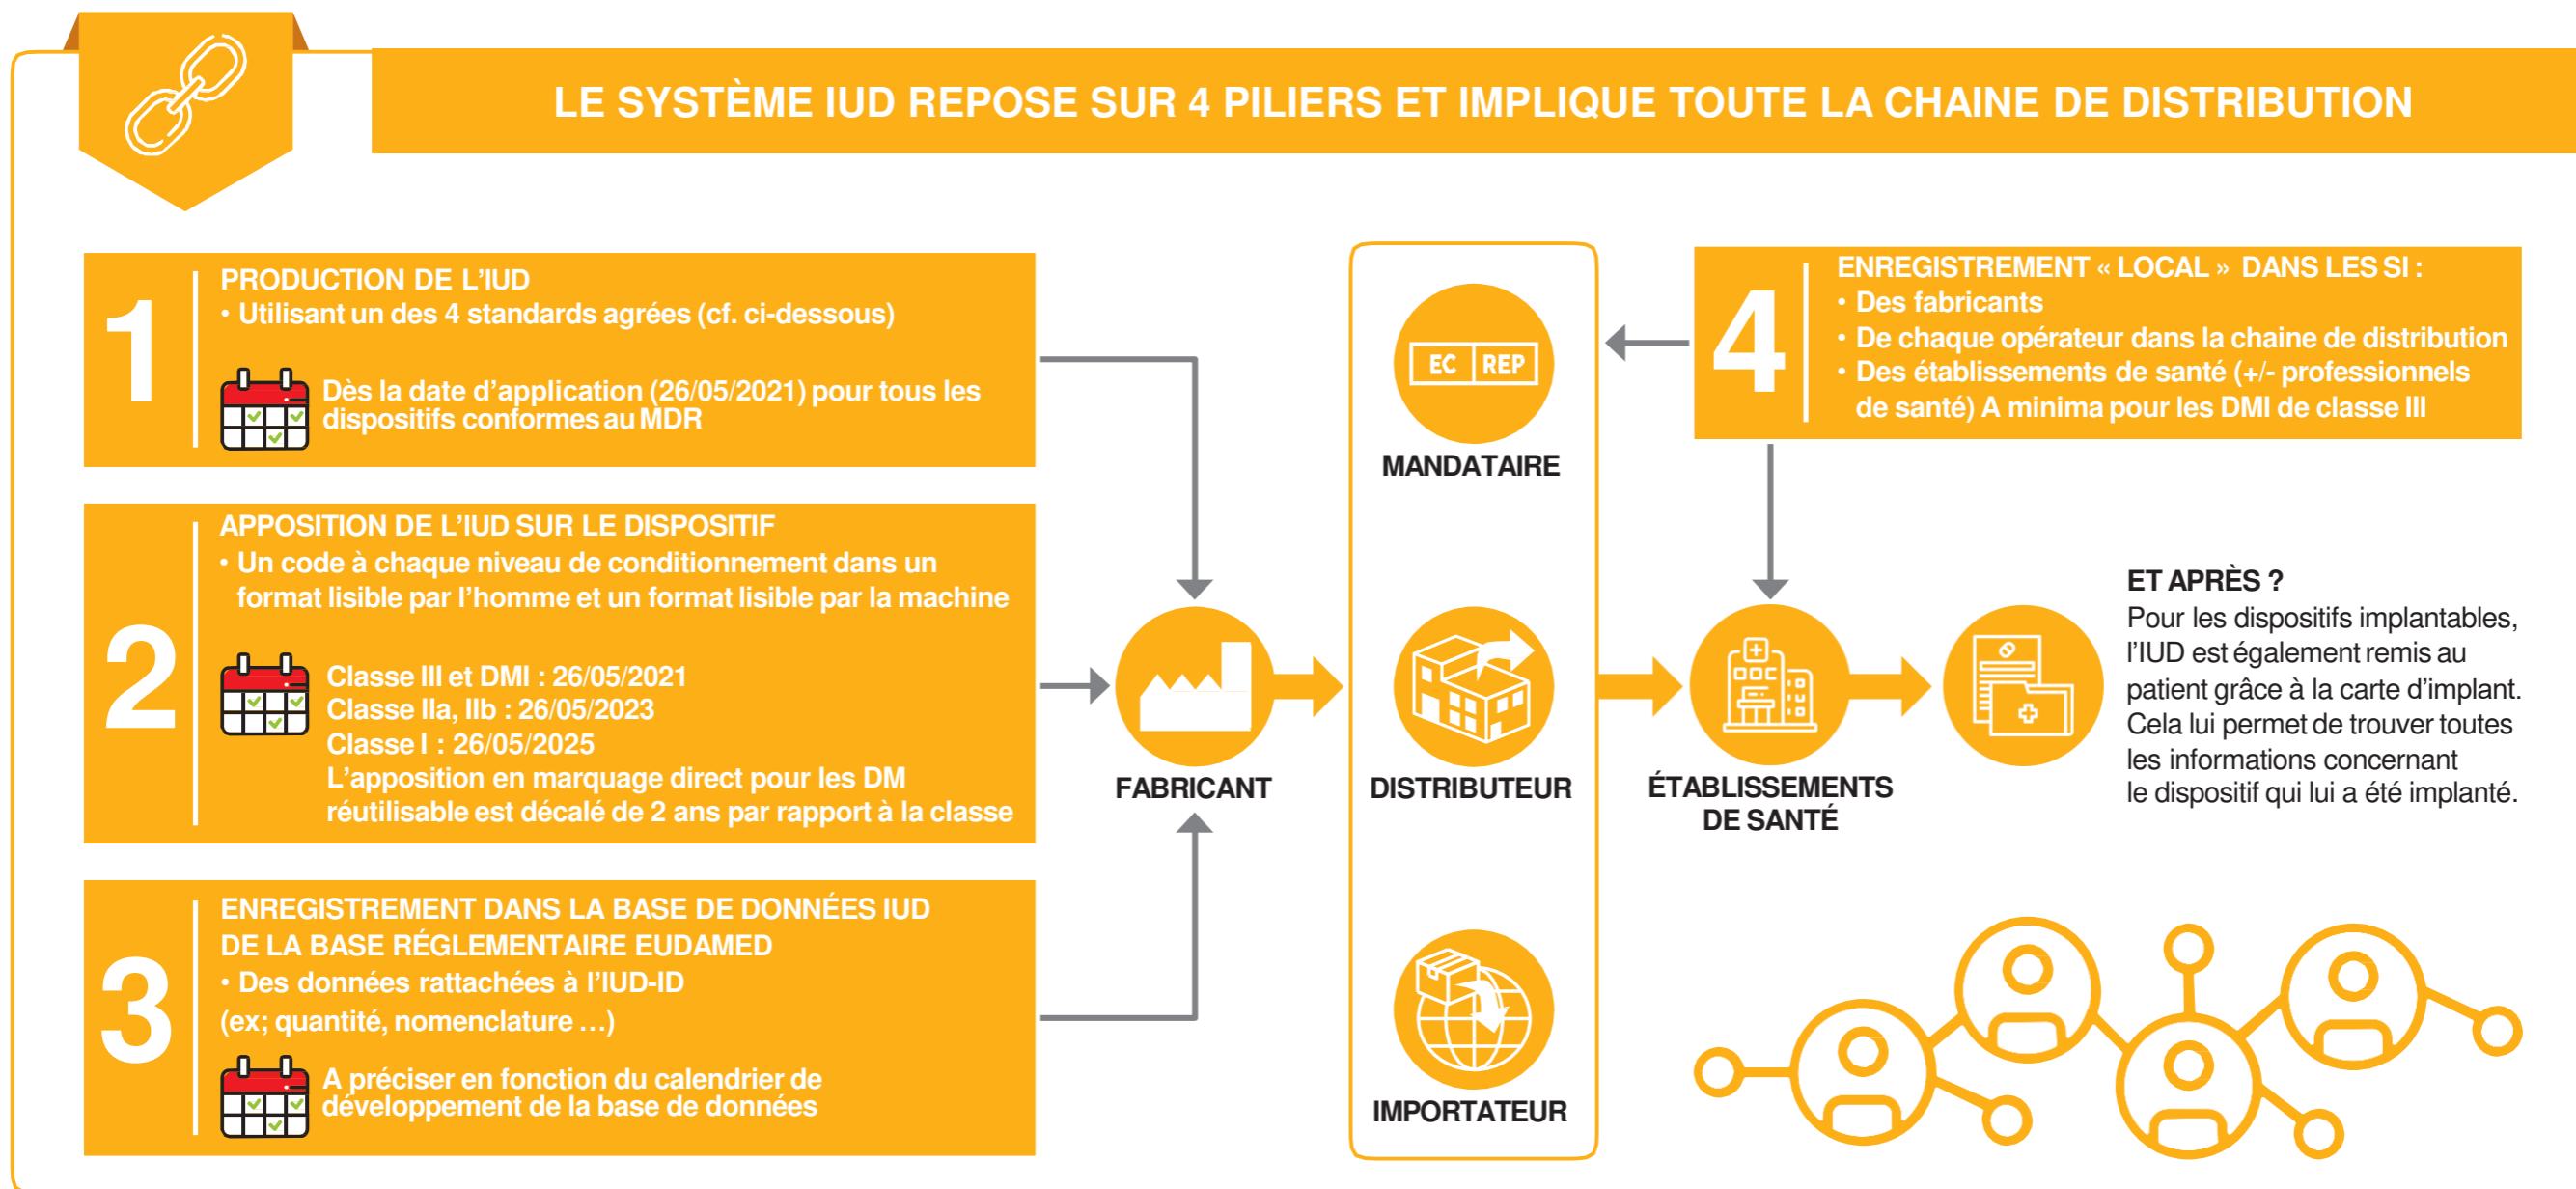 LE SYSTÈME IUD REPOSE SUR 4 PILIERS ET IMPLIQUE TOUTE LA CHAINE DE DISTRIBUTION
1
PRODUCTION DE L'IUD
• Utilisant un des 4 standards agrées (cf. ci-dessous)
Dès la date d'application (26/05/2021) pour tous les
dispositifs conformes au MDR
2
APPOSITION DE L'IUD SUR LE DISPOSITIF
• Un code à chaque niveau de conditionnement dans un
format lisible par l'homme et un format lisible par la machine
Classe III et DMI : 26/05/2021
Classe IIa, IIb : 26/05/2023
Classe I : 26/05/2025
L'apposition en marquage direct pour les DM
réutilisable est décalé de 2 ans par rapport à la classe
3
ENREGISTREMENT DANS LA BASE DE DONNÉES IUD
DE LA BASE RÉGLEMENTAIRE EUDAMED
• Des données rattachées à l'IUD-ID
(ex; quantité, nomenclature …)
A préciser en fonction du calendrier de
développement de la base de données
FABRICANT
EC REP
MANDATAIRE
DISTRIBUTEUR
IMPORTATEUR
4
ENREGISTREMENT « LOCAL » DANS LES SI :
• Des fabricants
• De chaque opérateur dans la chaine de distribution
• Des établissements de santé (+/- professionnels
de santé) A minima pour les DMI de classe III
ÉTABLISSEMENTS
DE SANTÉ
ET APRÈS ?
Pour les dispositifs implantables,
l'IUD est également remis au
patient grâce à la carte d'implant.
Cela lui permet de trouver toutes
les informations concernant
le dispositif qui lui a été implanté.